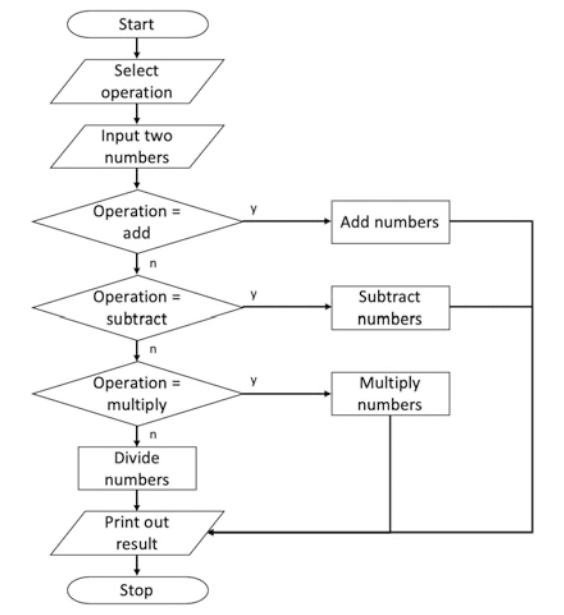 Start
Select
operation
Input two
numbers
Operation =
add
y
Add numbers
n
Operation =
subtract
y
Subtract
numbers
n
Operation =
multiply
y
Multiply
numbers
n
Divide
numbers
Print out
result
Stop